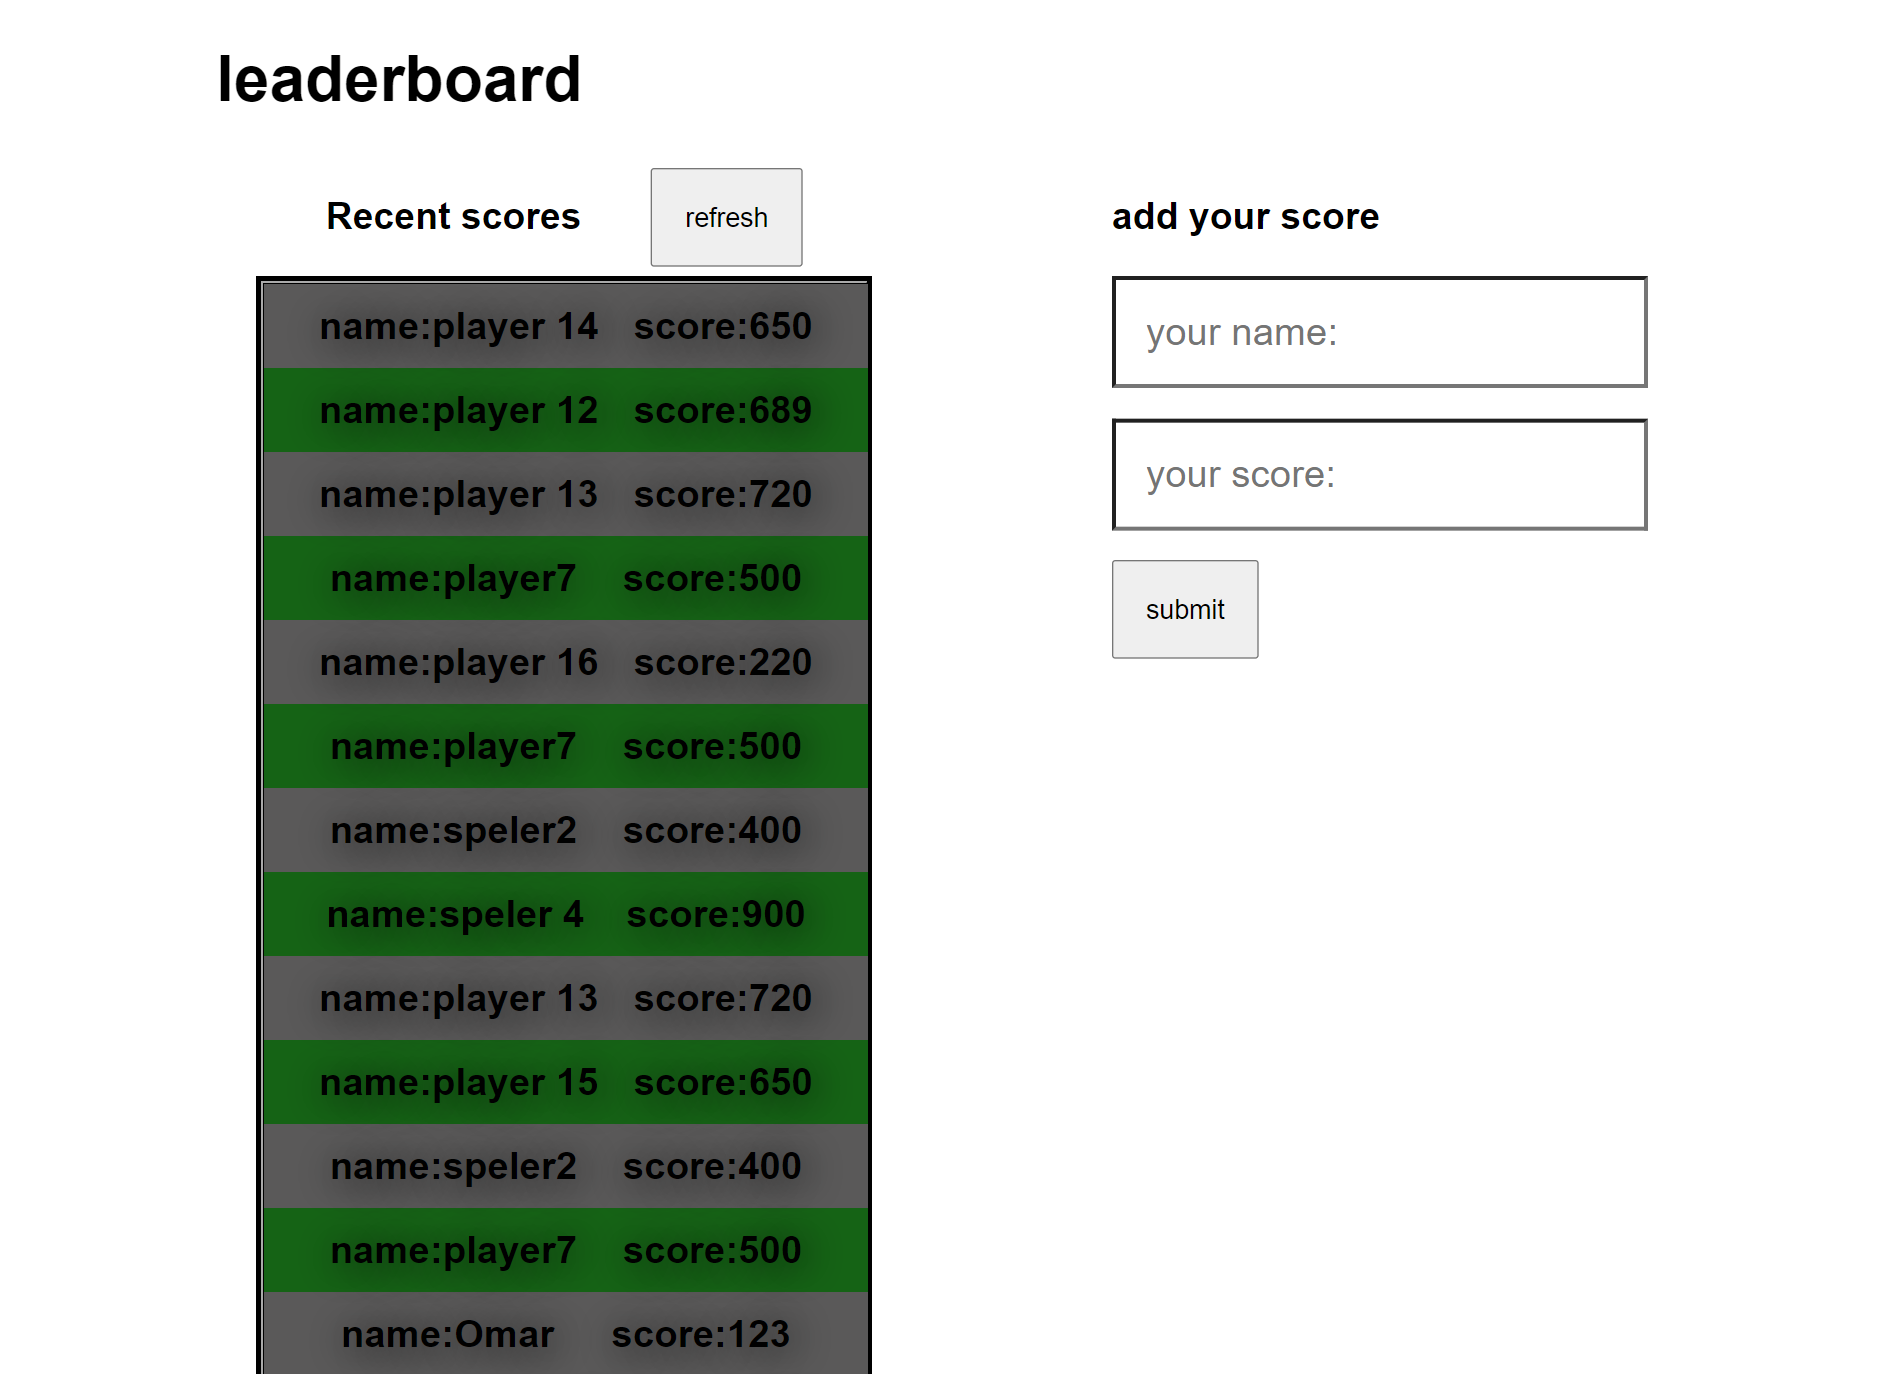 leaderboard
Recent scores refresh
name:player 14 score:650
name:player 12 score:689
name:player 13 score:720
name:player7 score:500
name:player 16 score:220
name:player7 score:500
name:speler2 score:400
name:speler 4 score:900
name:player 13 score:720
name:player 15 score:650
name:speler2 score:400
name:player7 score:500
name:Omar score:123
add your score
your name:
your score:
submit